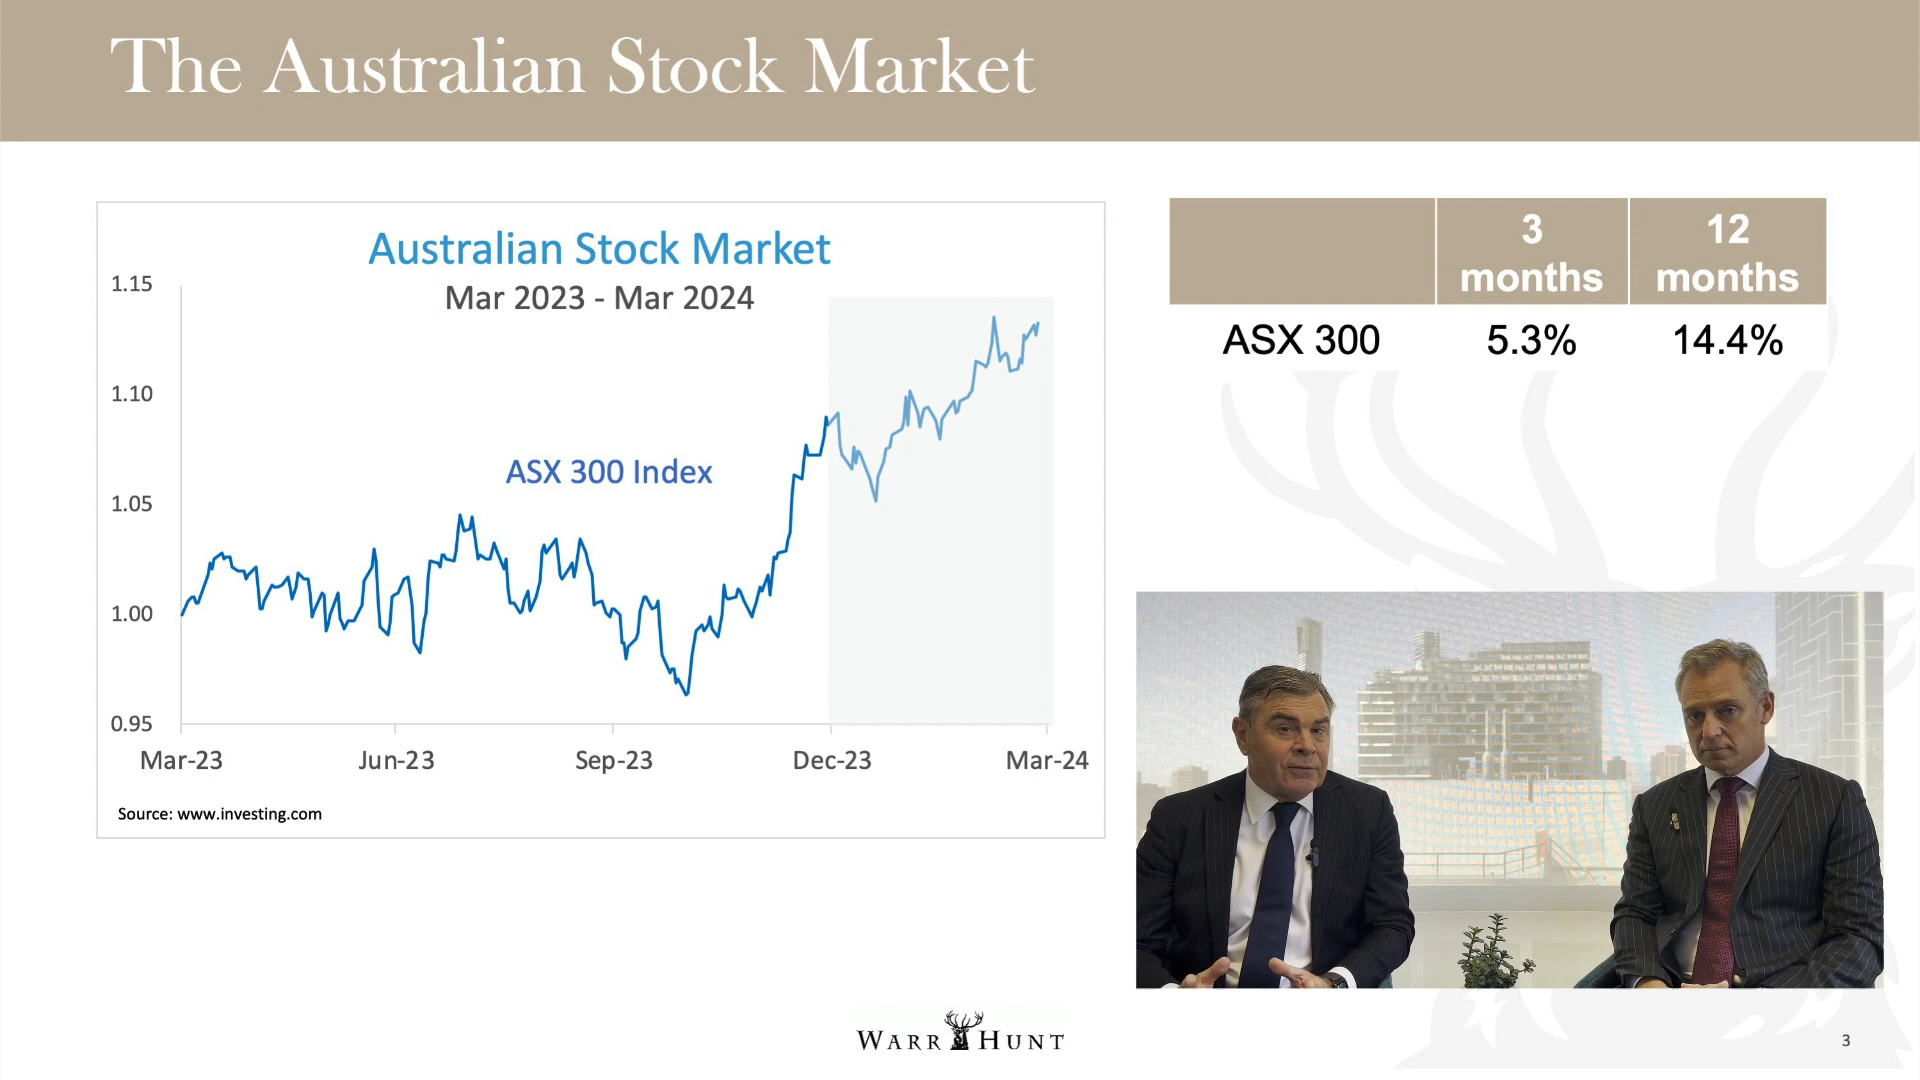 The Australian Stock Market
Australian Stock Market
Mar 2023 - Mar 2024
1.15
1.10
1.05
1.00
0.95
ASX 300 Index
Mar-23 Jun-23 Sep-23 Dec-23 Mar-24
Source: www.investing.com
3 months 12 months
ASX 300 5.3% 14.4%
WARR HUNT
3